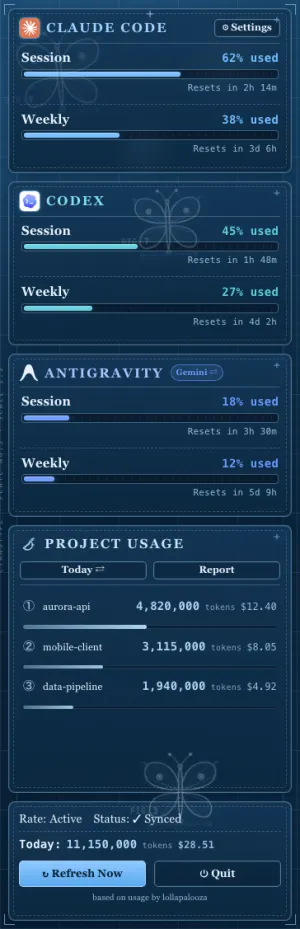 CLAUDE CODE
⚙ Settings
Session 62% used
Resets in 2h 14m
Weekly 38% used
Resets in 3d 6h
CODEX
Session 45% used
Resets in 1h 48m
Weekly 27% used
Resets in 4d 2h
ANTIGRAVITY Gemini ⇄
Session 18% used
Resets in 3h 30m
Weekly 12% used
Resets in 5d 9h
PROJECT USAGE
Today ⇄ Report
① aurora-api 4,820,000 tokens $12.40
② mobile-client 3,115,000 tokens $8.05
③ data-pipeline 1,940,000 tokens $4.92
Rate: Active Status: ✓ Synced
Today: 11,150,000 tokens $28.51
↻ Refresh Now ⏻ Quit
based on usage by lollapalooza